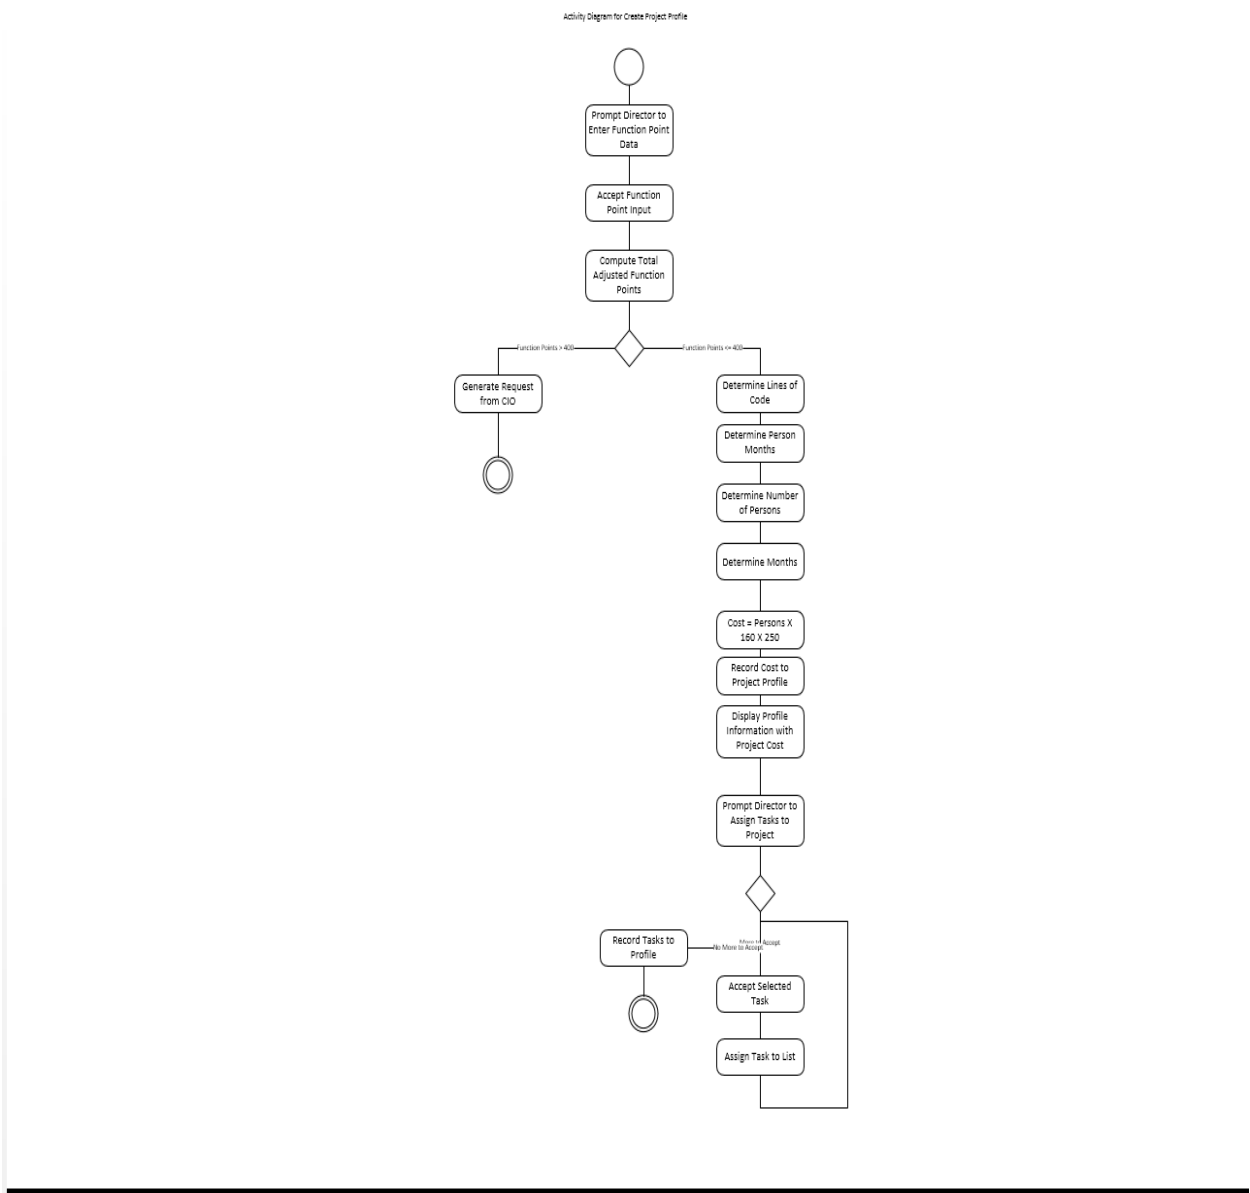 Activity Diagram for Create Project Profile
Prompt Director to
Enter Function Point
Data
Accept Function
Point Input
Compute Total
Adjusted Function
Points
Function Points > 400
Function Points <= 400
Generate Request
from CIO
Determine Lines of
Code
Determine Person
Months
Determine Number
of Persons
Determine Months
Cost = Persons X
160 X 250
Record Cost to
Project Profile
Display Profile
Information with
Project Cost
Prompt Director to
Assign Tasks to
Project
Record Tasks to
Profile
More to Accept
No More to Accept
Accept Selected
Task
Assign Task to List